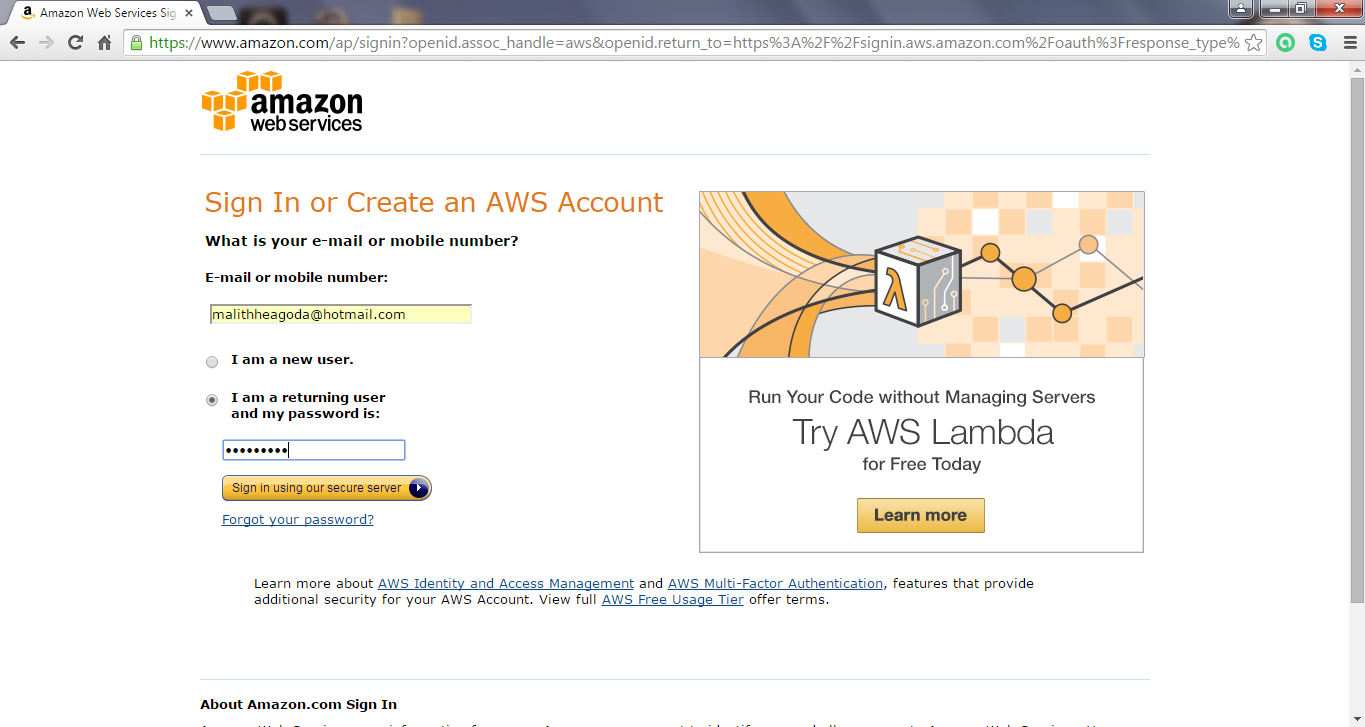 Amazon Web Services Sig
https://www.amazon.com/ap/signin?openid.assoc_handle=aws&openid.return_to=https%3A%2F%2Fsignin.aws.amazon.com%2Foauth%3Fresponse_type%
amazon
web services
Sign In or Create an AWS Account
What is your e-mail or mobile number?
E-mail or mobile number:
malithheagoda@hotmail.com
I am a new user.
I am a returning user
and my password is:
•••••••••
Sign in using our secure server
Forgot your password?
Run Your Code without Managing Servers
Try AWS Lambda
for Free Today
Learn more
Learn more about AWS Identity and Access Management and AWS Multi-Factor Authentication, features that provide
additional security for your AWS Account. View full AWS Free Usage Tier offer terms.
About Amazon.com Sign In